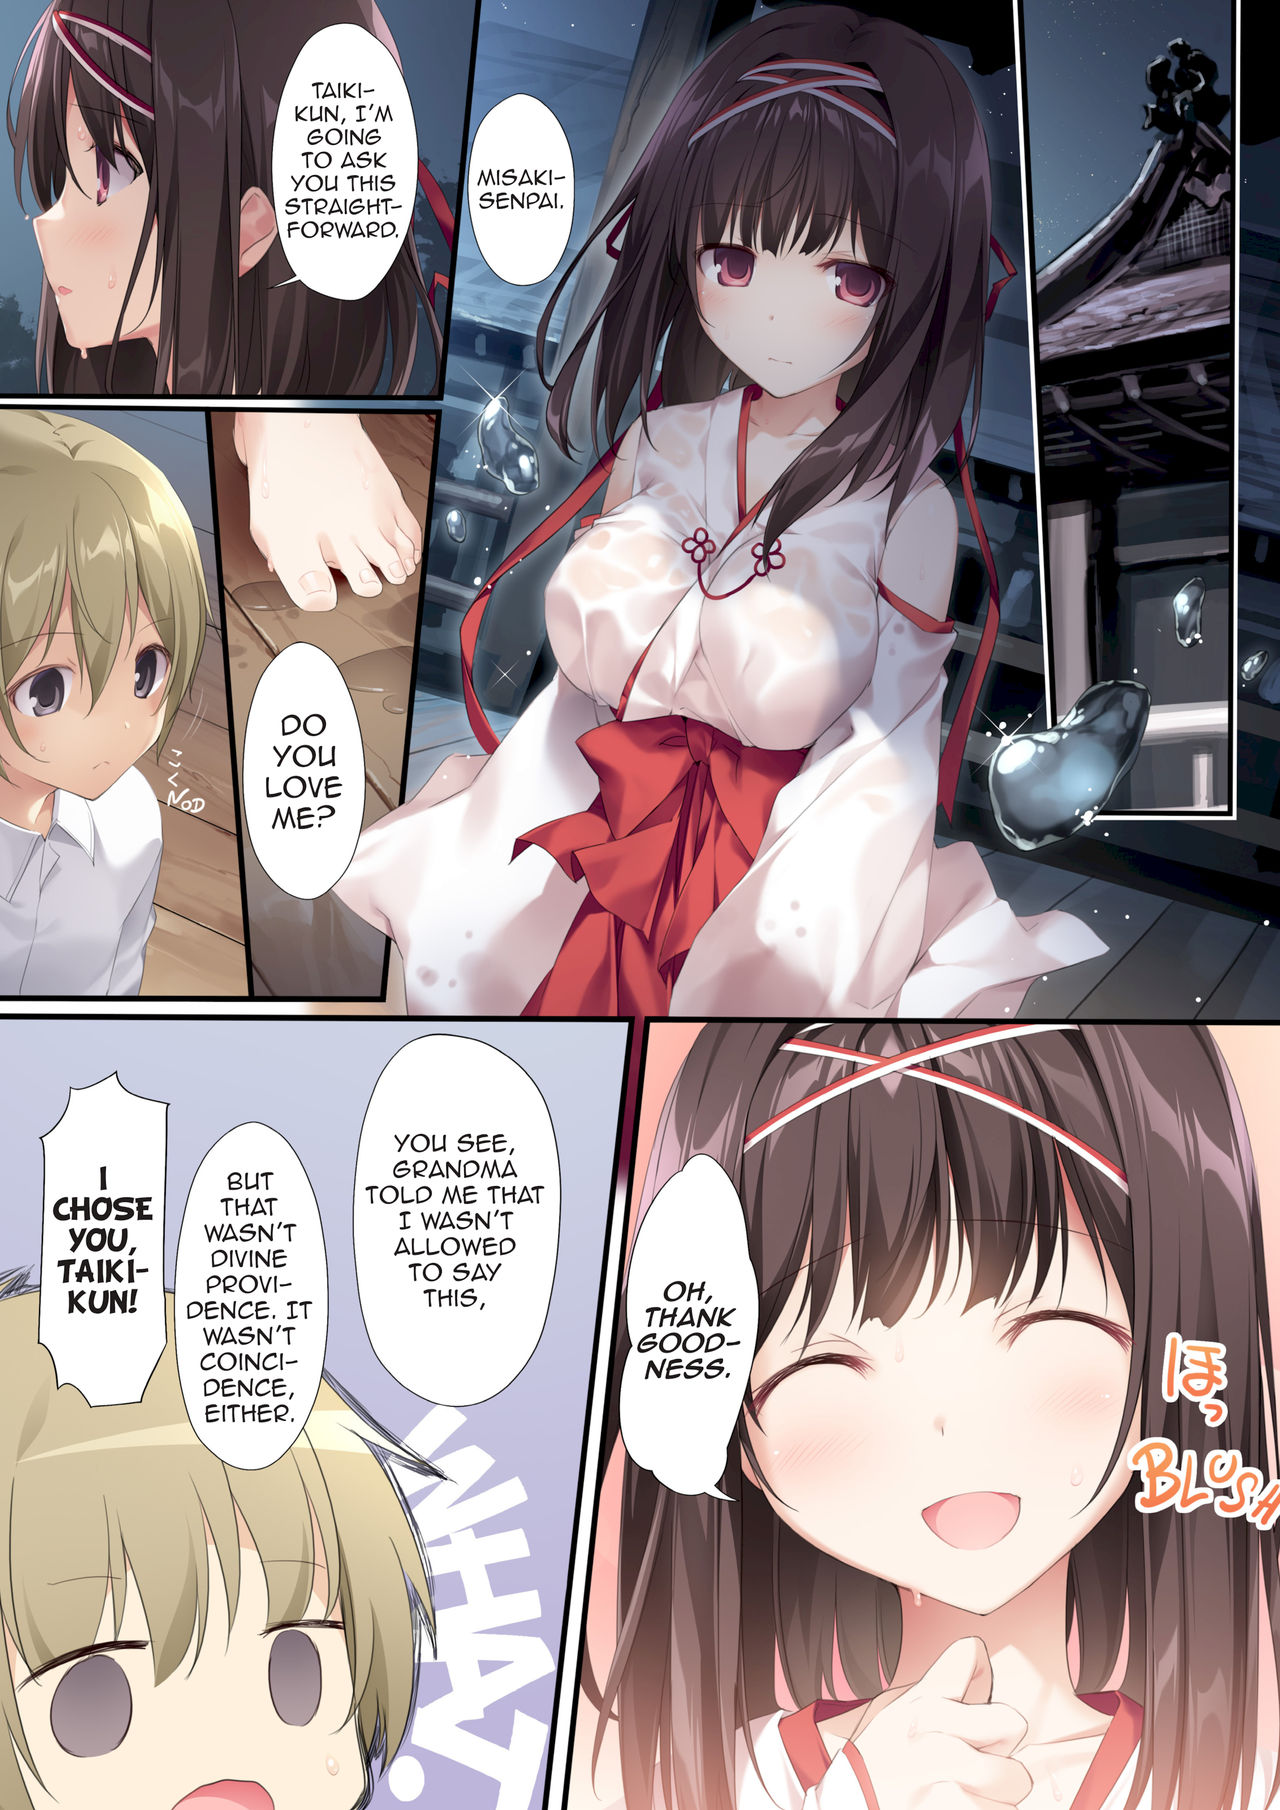 MISAKI-
SENPAI.
TAIKI-
KUN, I'M
GOING
TO ASK
YOU THIS
STRAIGHT-
FORWARD.
DO
YOU
LOVE
ME?
こくっ
NOD
OH,
THANK
GOOD-
NESS.
ほっ
BLUSH
YOU SEE,
GRANDMA
TOLD ME THAT
I WASN'T
ALLOWED
TO SAY
THIS,
BUT
THAT
WASN'T
DIVINE
PROVI-
DENCE. IT
WASN'T
COINCI-
DENCE,
EITHER.
I
CHOSE
YOU,
TAIKI-
KUN!
WHAT.